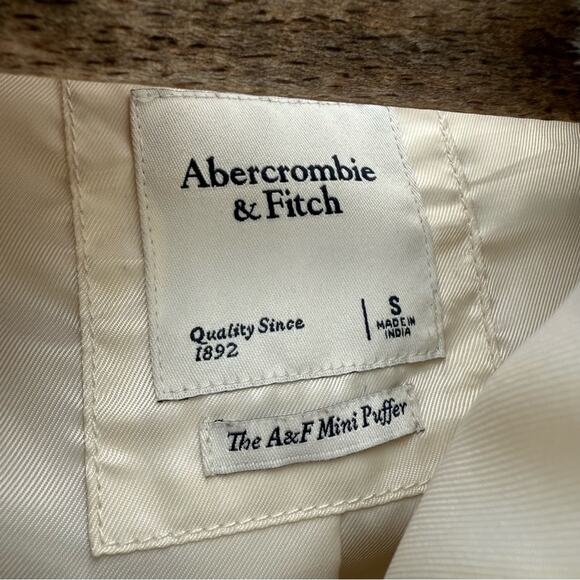 Abercrombie
& Fitch
Quality Since
1892
S
MADE IN
INDIA
The A&F Mini Puffer